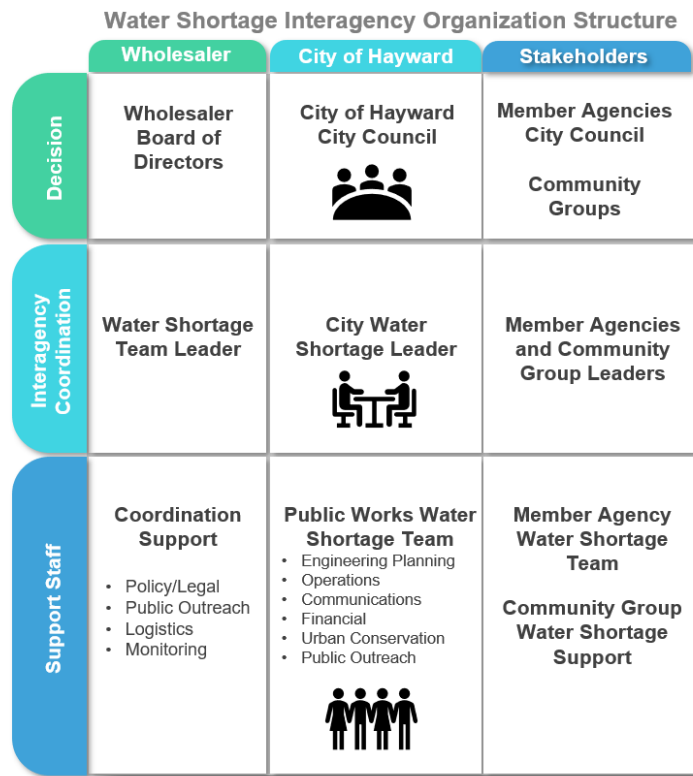 Water Shortage Interagency Organization Structure
Wholesaler
City of Hayward
Stakeholders
Decision
Wholesaler
Board of
Directors
City of Hayward
City Council
Member Agencies
City Council
Community
Groups
Interagency
Coordination
Water Shortage
Team Leader
City Water
Shortage Leader
Member Agencies
and Community
Group Leaders
Support Staff
Coordination
Support
• Policy/Legal
• Public Outreach
• Logistics
• Monitoring
Public Works Water
Shortage Team
• Engineering Planning
• Operations
• Communications
• Financial
• Urban Conservation
• Public Outreach
Member Agency
Water Shortage
Team
Community Group
Water Shortage
Support